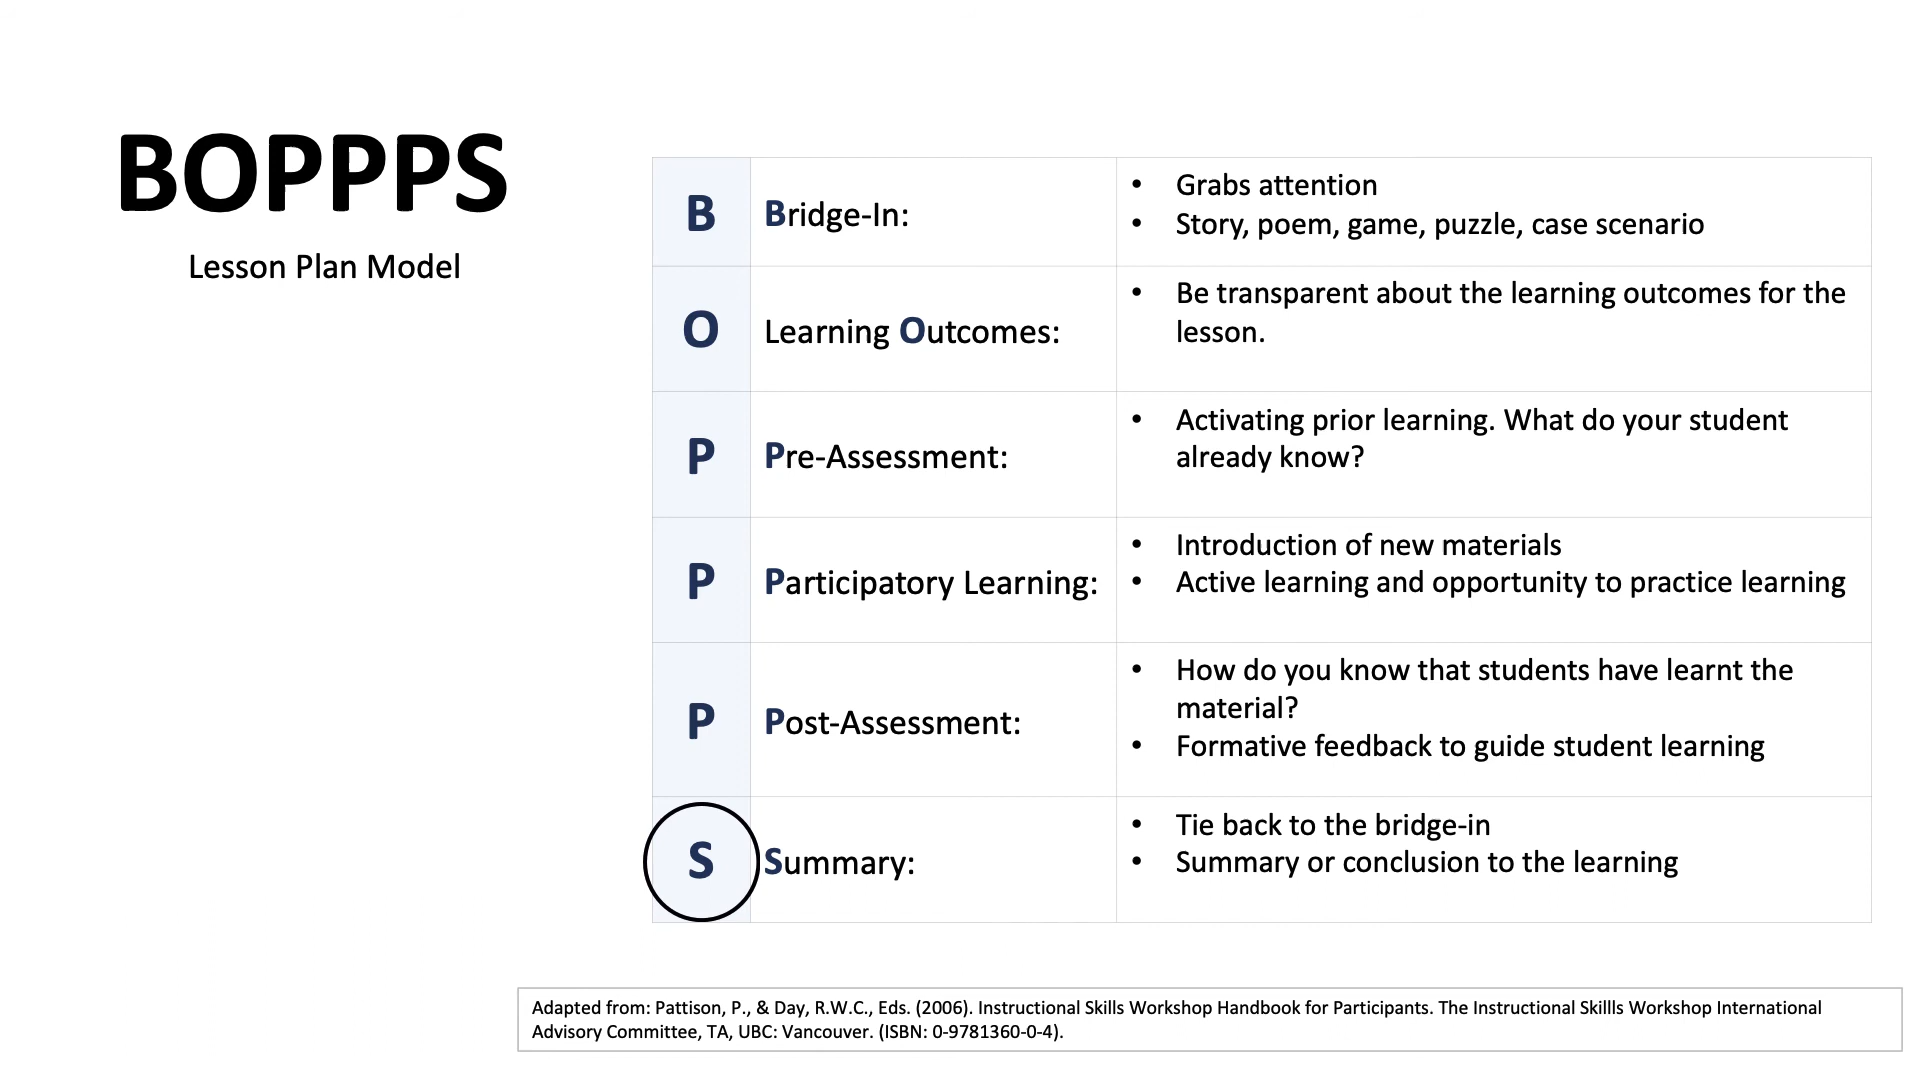 BOPPPS
Lesson Plan Model
B
Bridge-In:
• Grabs attention
• Story, poem, game, puzzle, case scenario
O
Learning Outcomes:
• Be transparent about the learning outcomes for the
lesson.
P
Pre-Assessment:
• Activating prior learning. What do your student
already know?
P
Participatory Learning:
• Introduction of new materials
• Active learning and opportunity to practice learning
P
Post-Assessment:
• How do you know that students have learnt the
material?
• Formative feedback to guide student learning
S
Summary:
• Tie back to the bridge-in
• Summary or conclusion to the learning
Adapted from: Pattison, P., & Day, R.W.C., Eds. (2006). Instructional Skills Workshop Handbook for Participants. The Instructional Skillls Workshop International
Advisory Committee, TA, UBC: Vancouver. (ISBN: 0-9781360-0-4).